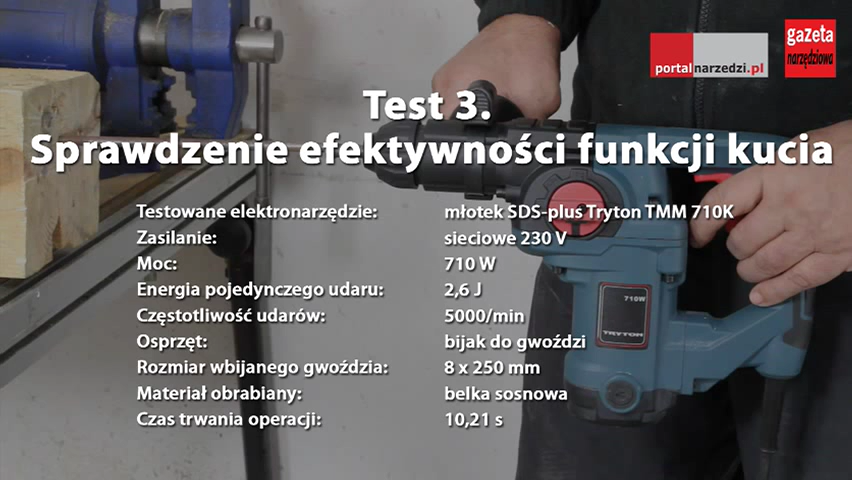 portalnarzedzi.pl
gazeta
narzędziowa
Test 3.
Sprawdzenie efektywności funkcji kucia
Testowane elektronarzędzie: młotek SDS-plus Tryton TMM 710K
Zasilanie: sieciowe 230 V
Moc: 710 W
Energia pojedynczego udaru: 2,6 J
Częstotliwość udarów: 5000/min
Osprzęt: bijak do gwoździ
Rozmiar wbijanego gwoździa: 8 x 250 mm
Materiał obrabiany: belka sosnowa
Czas trwania operacji: 10,21 s
710W
TRYTON